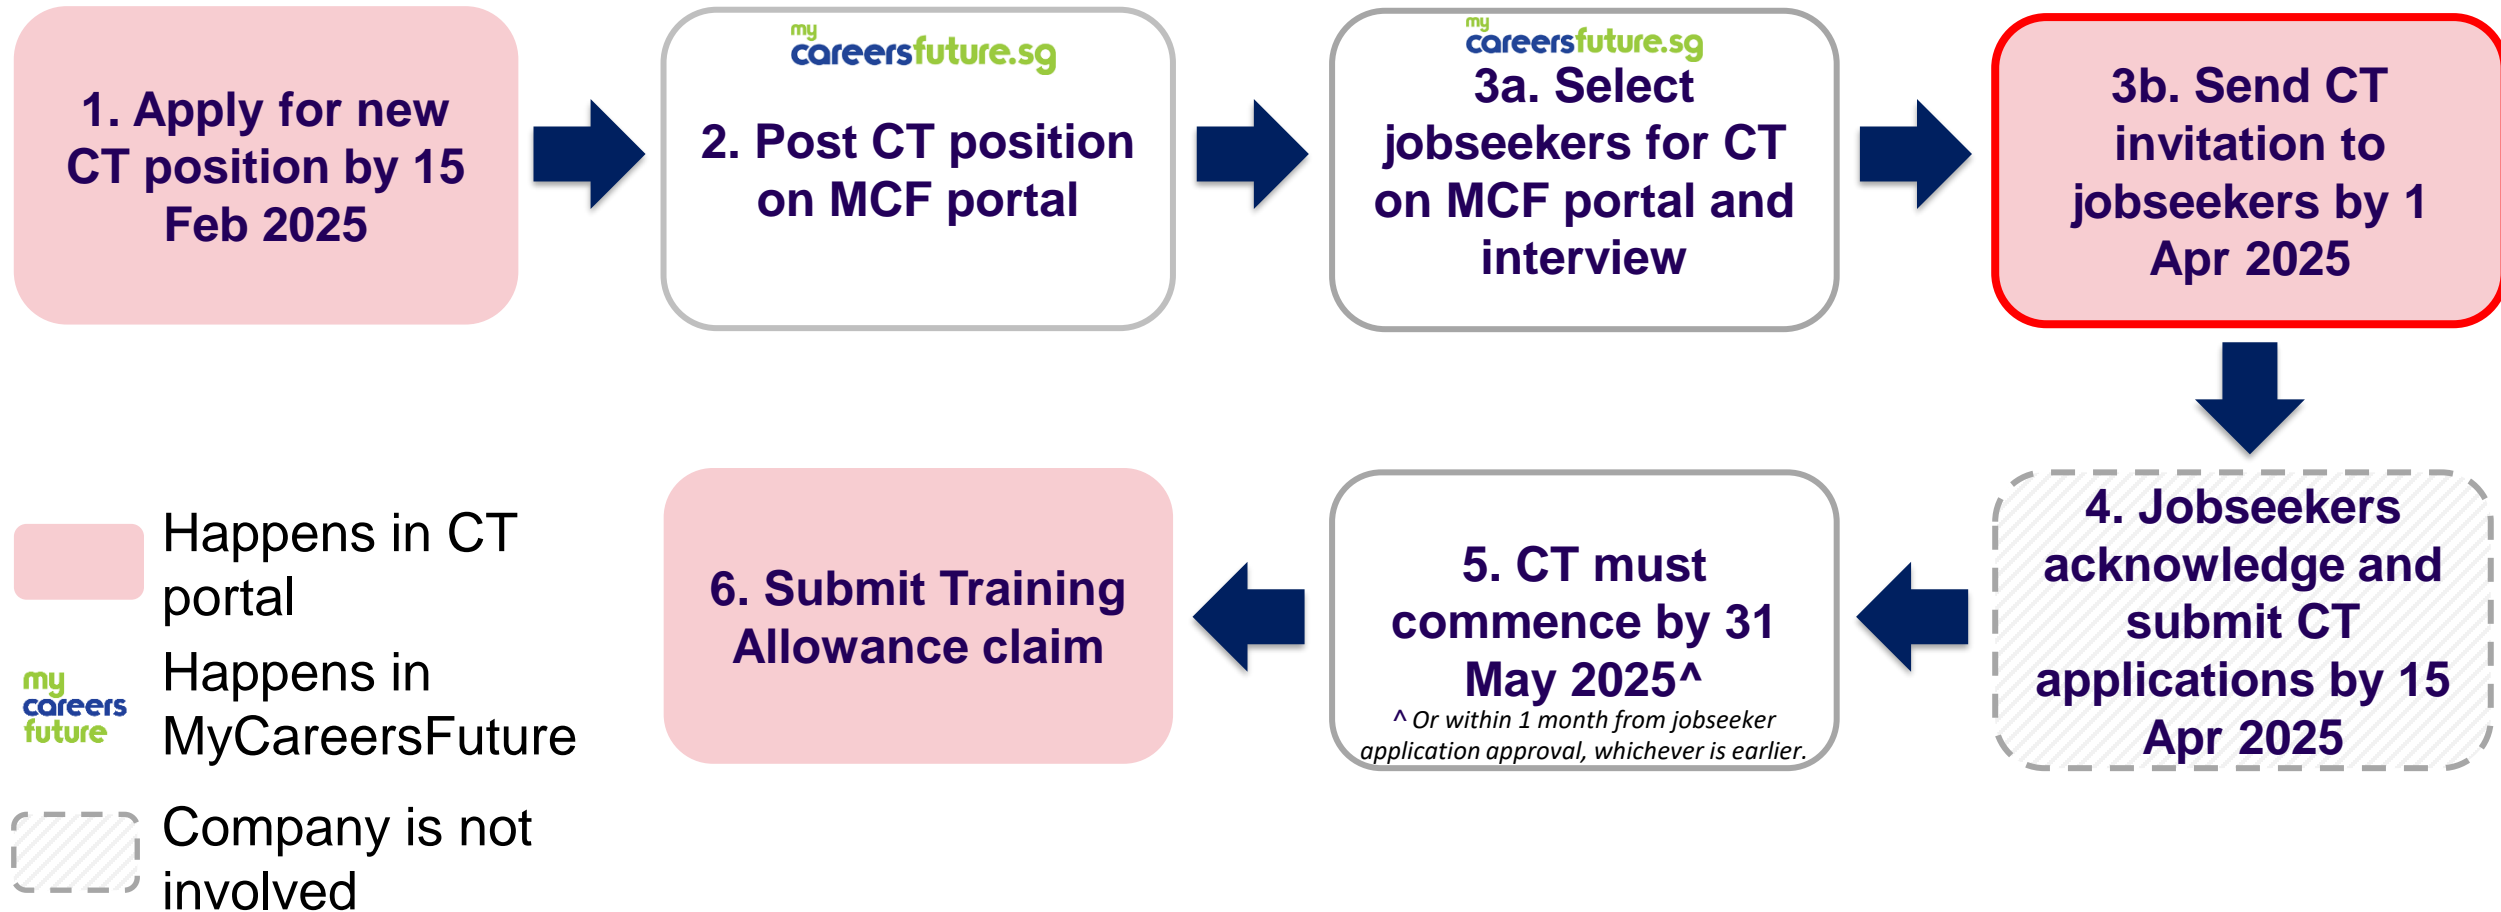 1. Apply for new
CT position by 15
Feb 2025
my
careersfuture.sg
2. Post CT position
on MCF portal
my
careersfuture.sg
3a. Select
jobseekers for CT
on MCF portal and
interview
3b. Send CT
invitation to
jobseekers by 1
Apr 2025
4. Jobseekers
acknowledge and
submit CT
applications by 15
Apr 2025
5. CT must
commence by 31
May 2025^
^ Or within 1 month from jobseeker
application approval, whichever is earlier.
6. Submit Training
Allowance claim
Happens in CT
portal
my
careers
future
Happens in
MyCareersFuture
Company is not
involved